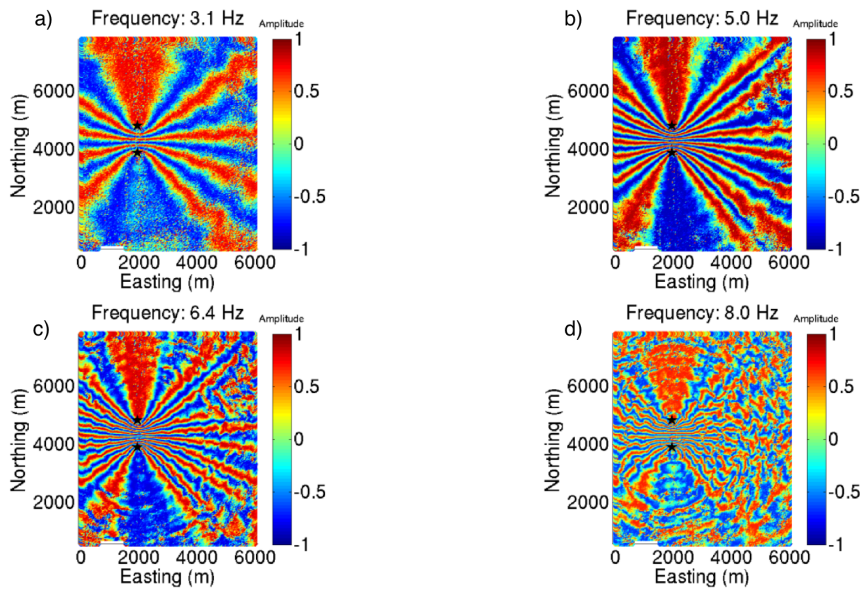 a) Frequency: 3.1 Hz Amplitude
1
0.5
0
-0.5
-1
6000
4000
2000
Northing (m)
0 2000 4000 6000
Easting (m)
b) Frequency: 5.0 Hz Amplitude
1
0.5
0
-0.5
-1
6000
4000
2000
Northing (m)
0 2000 4000 6000
Easting (m)
c) Frequency: 6.4 Hz Amplitude
1
0.5
0
-0.5
-1
6000
4000
2000
Northing (m)
0 2000 4000 6000
Easting (m)
d) Frequency: 8.0 Hz Amplitude
1
0.5
0
-0.5
-1
6000
4000
2000
Northing (m)
0 2000 4000 6000
Easting (m)